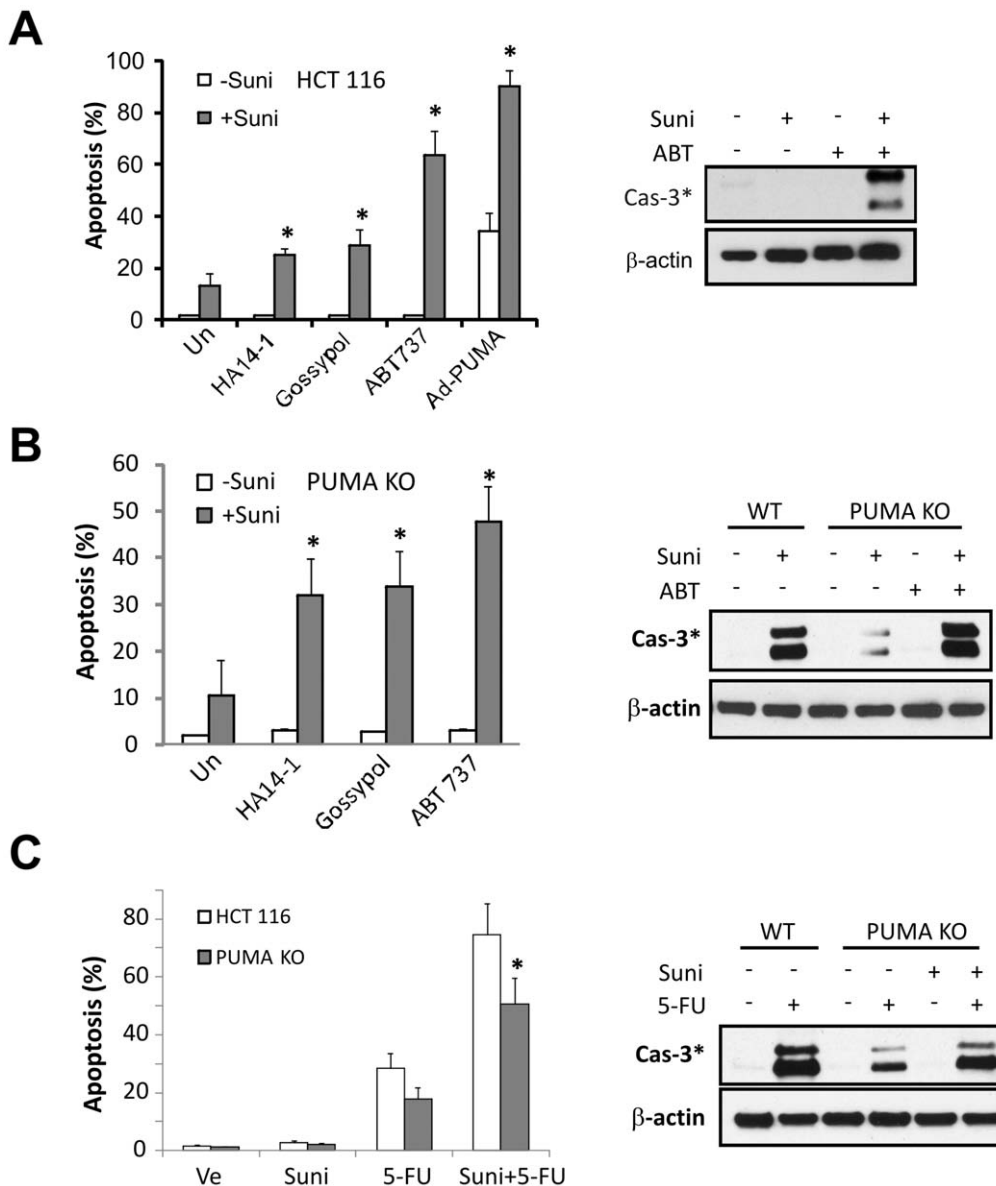 A
100
80
60
40
20
0
Apoptosis (%)
-Suni HCT 116
+Suni
*
*
*
*
Un
HA14-1
Gossypol
ABT737
Ad-PUMA
Suni - + - +
ABT - - + +
Cas-3*
β-actin
B
60
50
40
30
20
10
0
Apoptosis (%)
-Suni PUMA KO
+Suni
*
*
*
Un
HA14-1
Gossypol
ABT 737
WT PUMA KO
Suni - + - + - +
ABT - - - - + +
Cas-3*
β-actin
C
80
60
40
20
0
Apoptosis (%)
HCT 116
PUMA KO
*
Ve Suni 5-FU Suni+5-FU
WT PUMA KO
Suni - - - - + +
5-FU - + - + - +
Cas-3*
β-actin